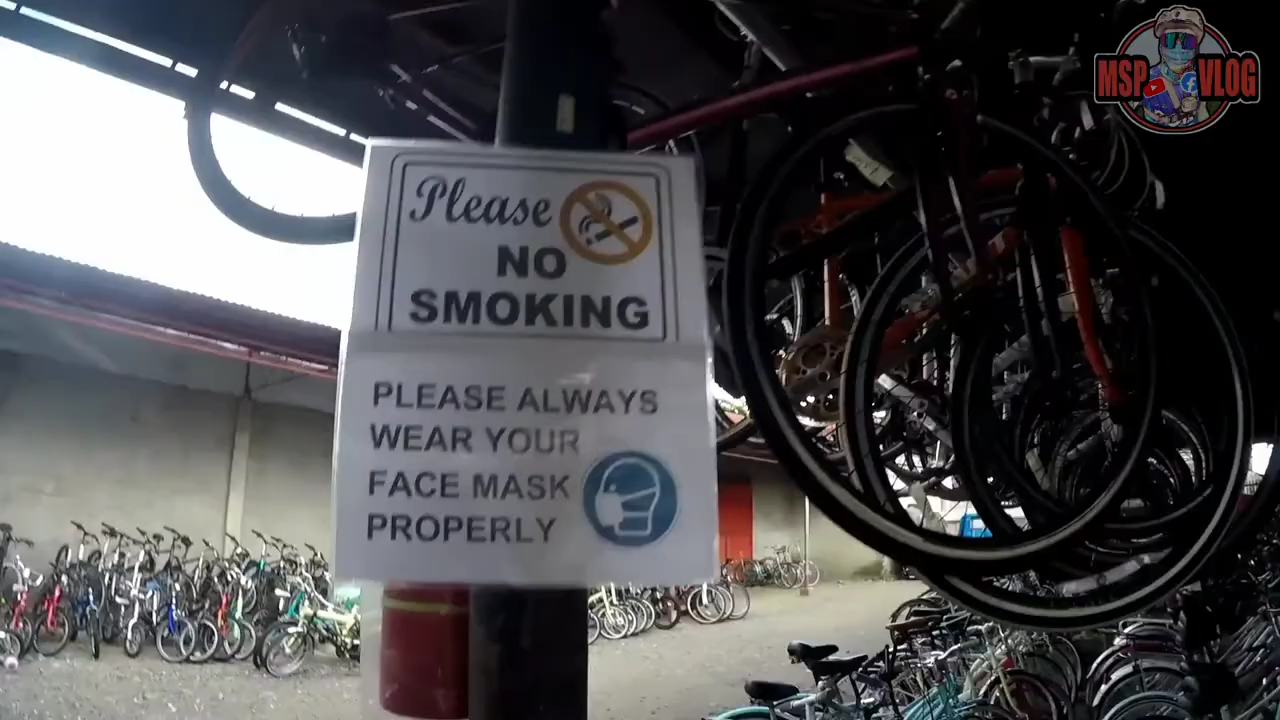 MSP VLOG
Please
NO
SMOKING
PLEASE ALWAYS
WEAR YOUR
FACE MASK
PROPERLY